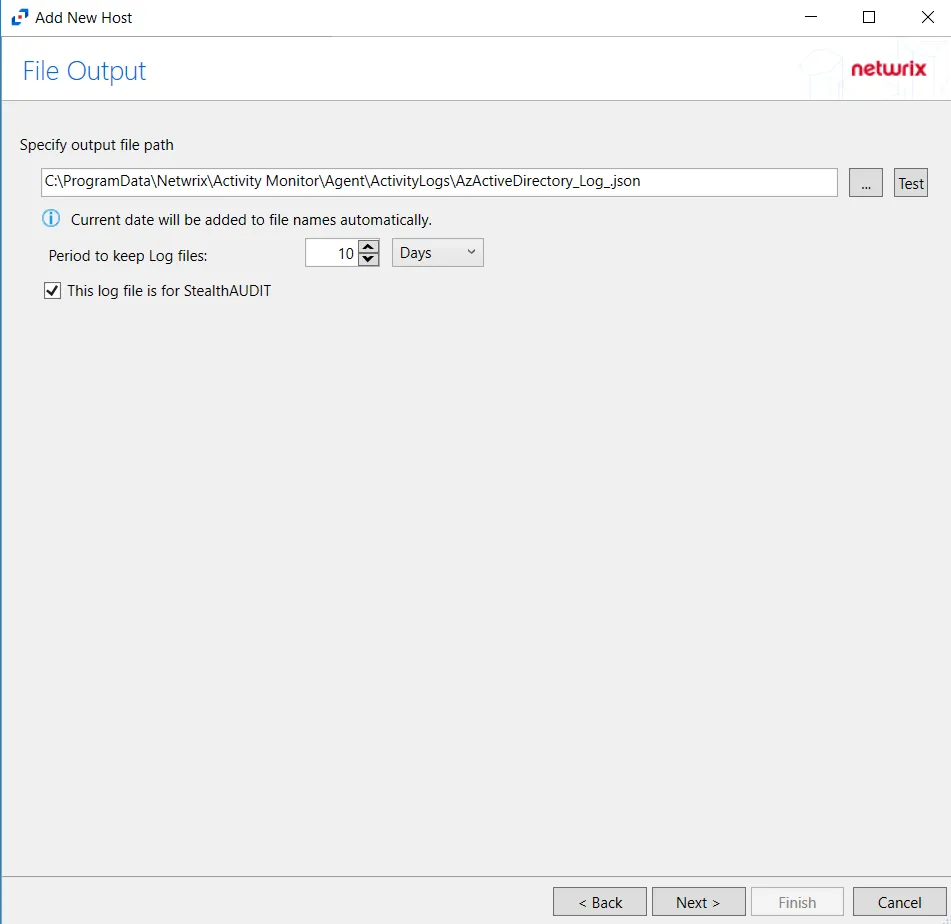 Add New Host
File Output
netwrix
Specify output file path
C:\ProgramData\Netwrix\Activity Monitor\Agent\ActivityLogs\AzActiveDirectory_Log_.json
...
Test
Current date will be added to file names automatically.
Period to keep Log files:
10
Days
This log file is for StealthAUDIT
< Back
Next >
Finish
Cancel